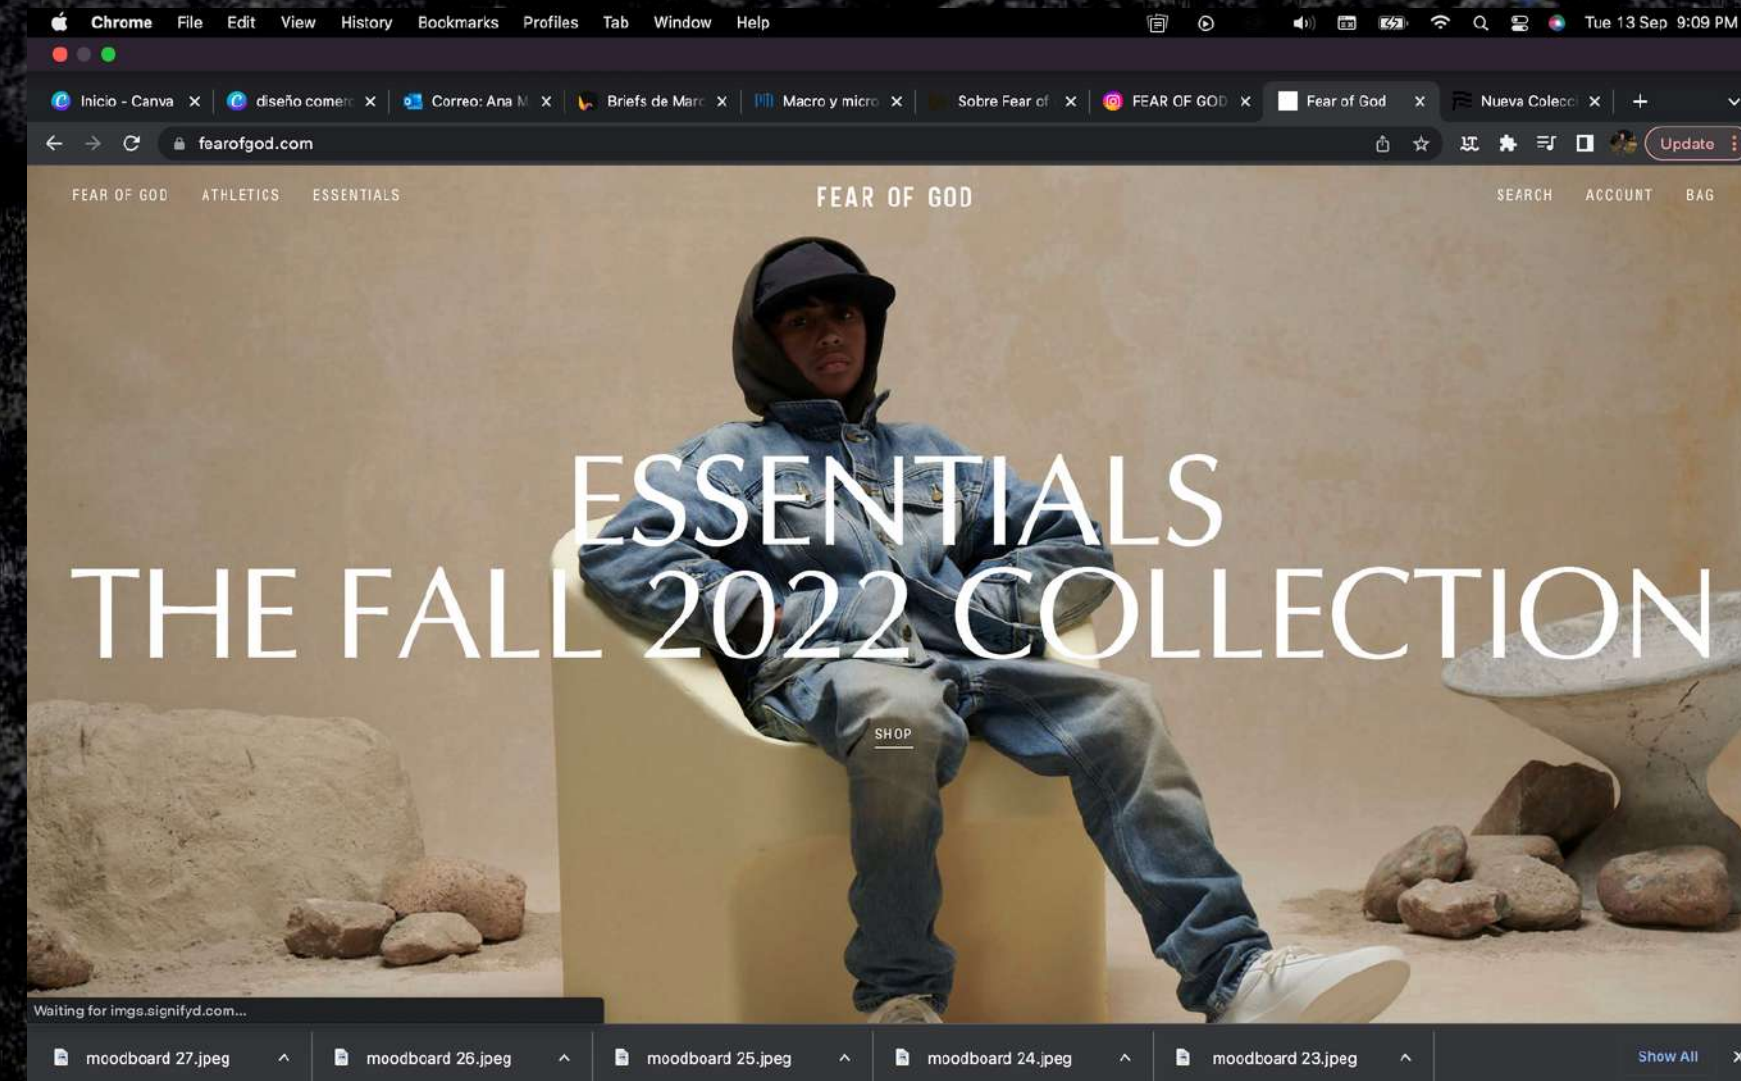 Chrome File Edit View History Bookmarks Profiles Tab Window Help Tue 13 Sep 9:09 PM
Inicio - Canva diseño comerc Correo: Ana M Briefs de Marc Macro y micro Sobre Fear of FEAR OF GOD Fear of God Nueva Colecc
fearofgod.com Update
FEAR OF GOD ATHLETICS ESSENTIALS FEAR OF GOD SEARCH ACCOUNT BAG
ESSENTIALS
THE FALL 2022 COLLECTION
SHOP
Waiting for imgs.signifyd.com...
moodboard 27.jpeg moodboard 26.jpeg moodboard 25.jpeg moodboard 24.jpeg moodboard 23.jpeg Show All